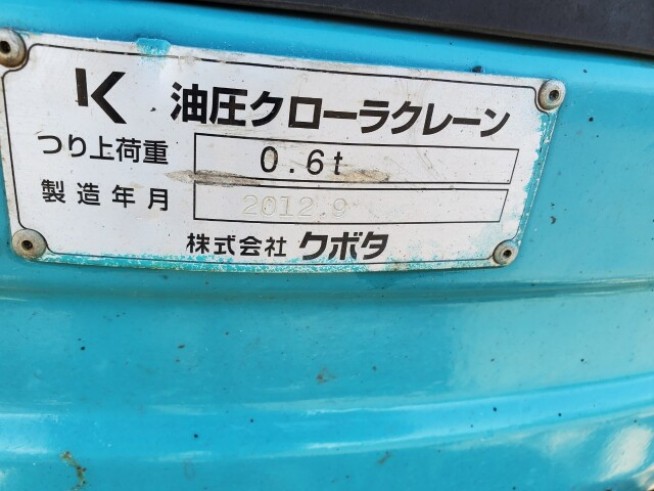 K 油圧クローラクレーン
つり上荷重 0.6t
製造年月 2012.9
株式会社 クボタ